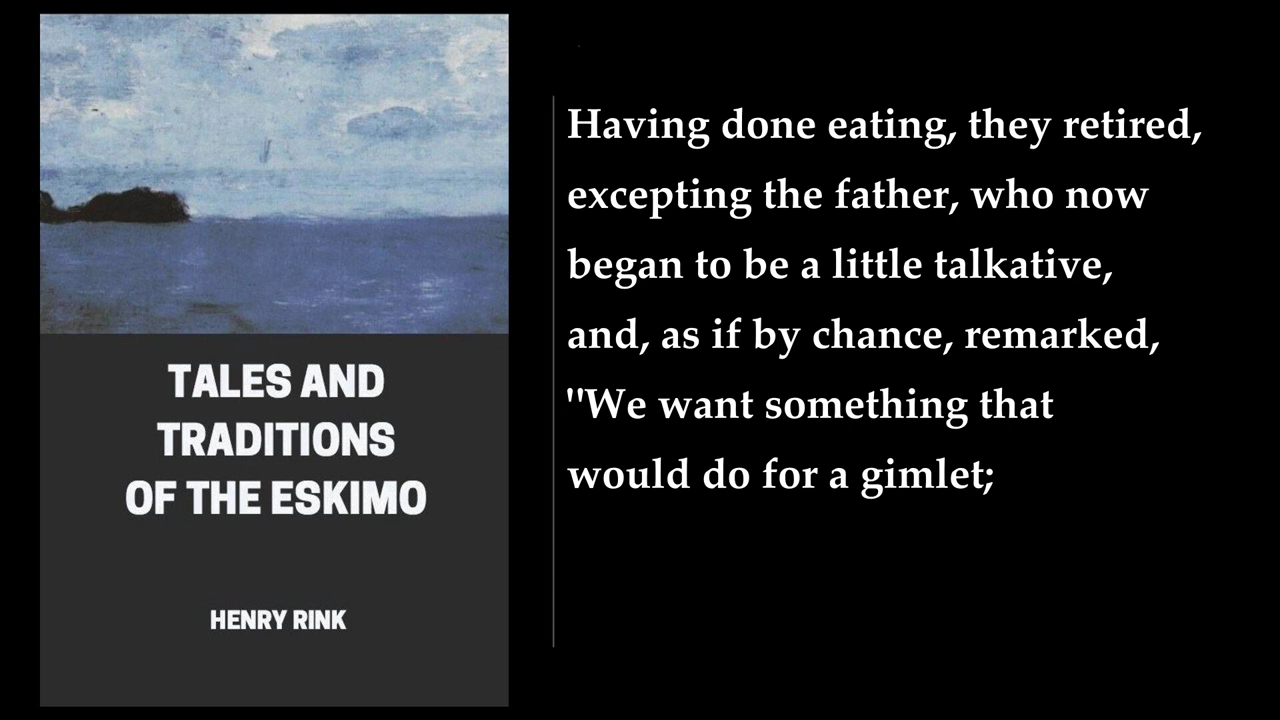 TALES AND
TRADITIONS
OF THE ESKIMO
HENRY RINK
Having done eating, they retired,
excepting the father, who now
began to be a little talkative,
and, as if by chance, remarked,
"We want something that
would do for a gimlet;